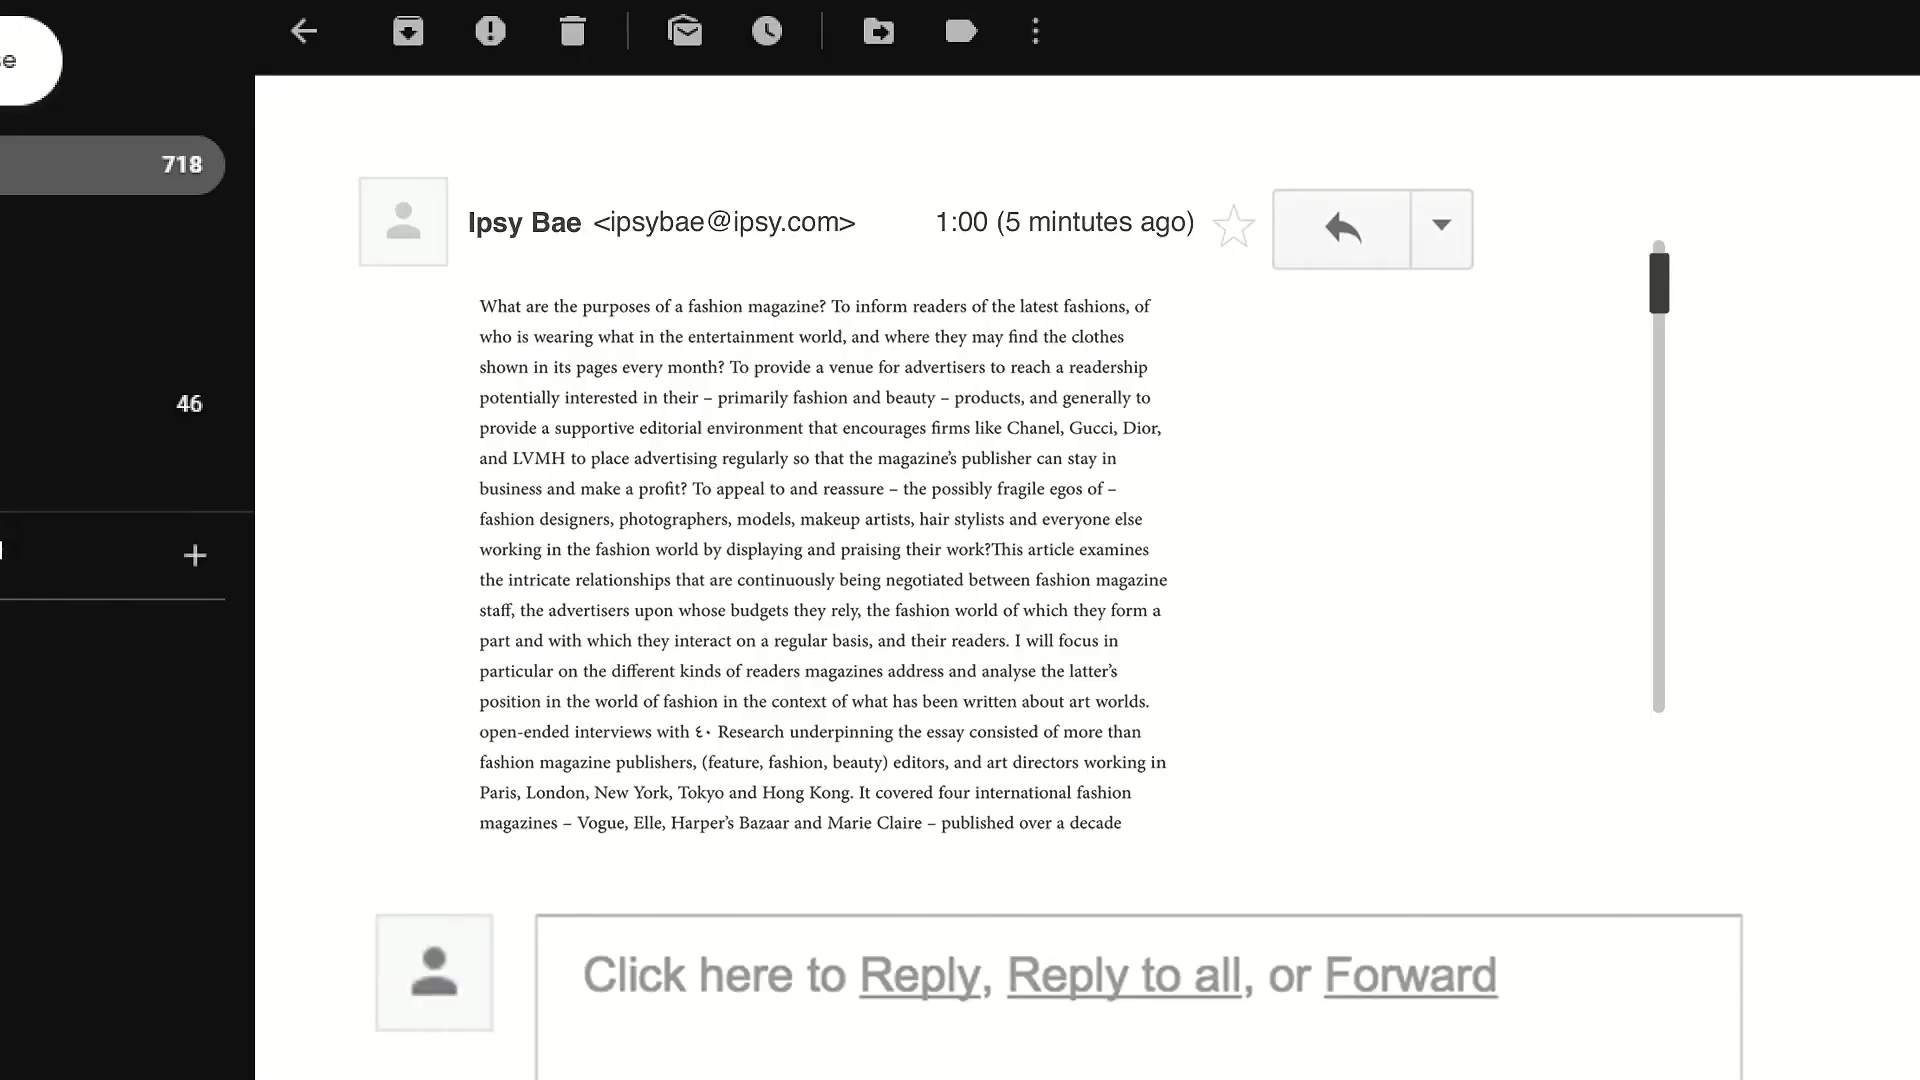 se
718
46
Ipsy Bae <ipsybae@ipsy.com> 1:00 (5 mintutes ago)
What are the purposes of a fashion magazine? To inform readers of the latest fashions, of
who is wearing what in the entertainment world, and where they may find the clothes
shown in its pages every month? To provide a venue for advertisers to reach a readership
potentially interested in their – primarily fashion and beauty – products, and generally to
provide a supportive editorial environment that encourages firms like Chanel, Gucci, Dior,
and LVMH to place advertising regularly so that the magazine’s publisher can stay in
business and make a profit? To appeal to and reassure – the possibly fragile egos of –
fashion designers, photographers, models, makeup artists, hair stylists and everyone else
working in the fashion world by displaying and praising their work?This article examines
the intricate relationships that are continuously being negotiated between fashion magazine
staff, the advertisers upon whose budgets they rely, the fashion world of which they form a
part and with which they interact on a regular basis, and their readers. I will focus in
particular on the different kinds of readers magazines address and analyse the latter’s
position in the world of fashion in the context of what has been written about art worlds.
open-ended interviews with ٤٠ Research underpinning the essay consisted of more than
fashion magazine publishers, (feature, fashion, beauty) editors, and art directors working in
Paris, London, New York, Tokyo and Hong Kong. It covered four international fashion
magazines – Vogue, Elle, Harper’s Bazaar and Marie Claire – published over a decade
Click here to Reply, Reply to all, or Forward